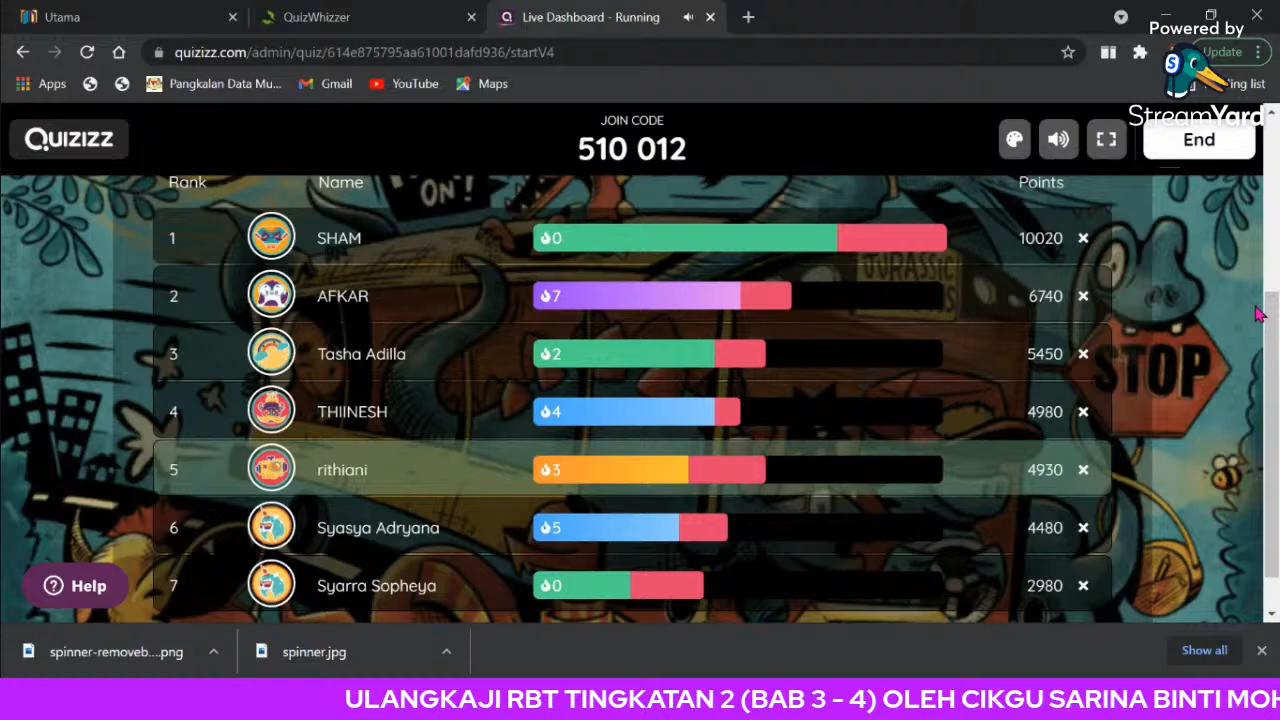 Utama
QuizWhizzer
Live Dashboard - Running
Powered by
quizizz.com/admin/quiz/614e875795aa61001dafd936/startV4
Update
Apps
Pangkalan Data Mu...
Gmail
YouTube
Maps
S
StreamYard
Quizizz
JOIN CODE
510 012
End
Rank
Name
Points
ON!
1 SHAM 0 10020
JURASSIC
2 AFKAR 7 6740
3 Tasha Adilla 2 5450
STOP
4 THIINESH 4 4980
5 rithiani 3 4930
6 Syasya Adryana 5 4480
7 Syarra Sopheya 0 2980
Help
spinner-removeb....png
spinner.jpg
Show all
ULANGKAJI RBT TINGKATAN 2 (BAB 3 - 4) OLEH CIKGU SARINA BINTI MOH